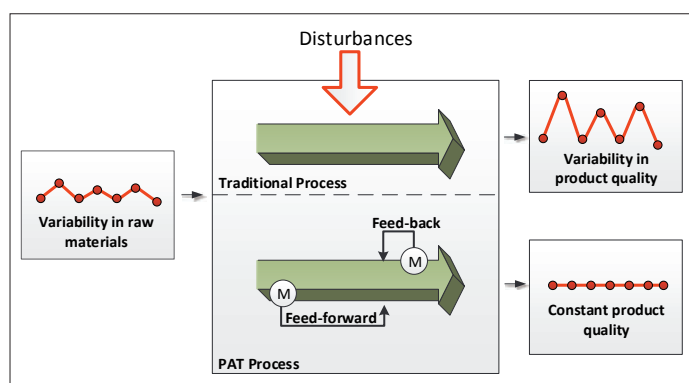 Disturbances
Variability in raw
materials
Traditional Process
Variability in
product quality
Feed-back
M
M
Feed-forward
PAT Process
Constant product
quality